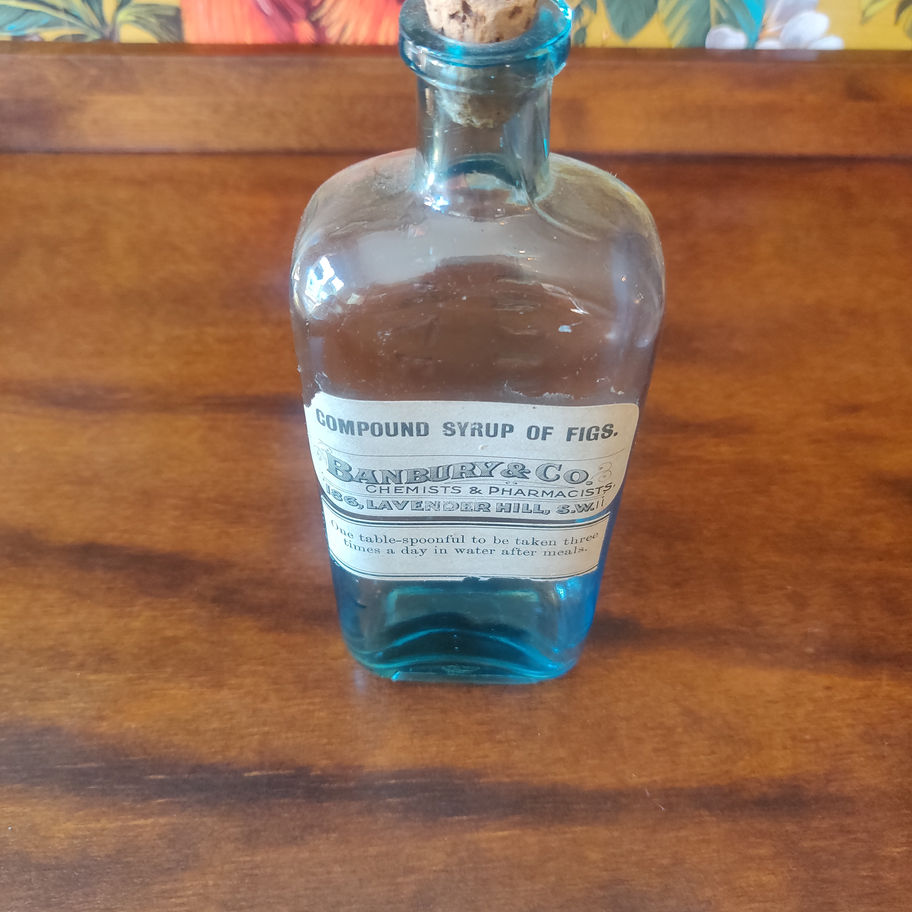 COMPOUND SYRUP OF FIGS.
BANBURY & Co.
CHEMISTS & PHARMACISTS,
186, LAVENDER HILL, S.W.11
One table-spoonful to be taken three
times a day in water after meals.